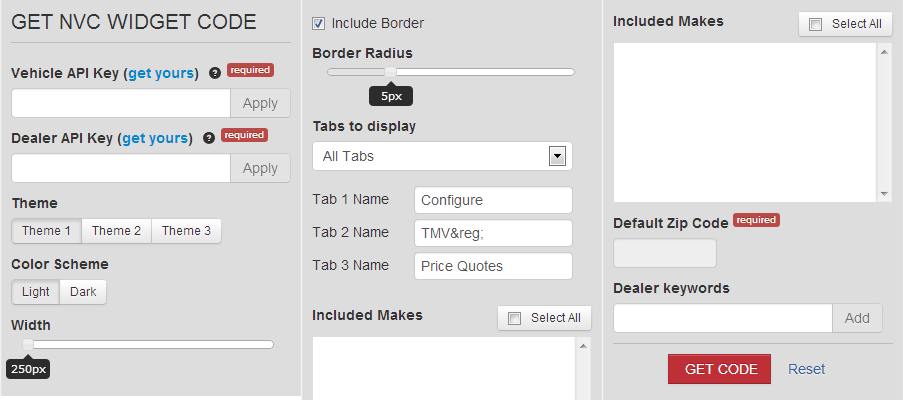 GET NVC WIDGET CODE
Vehicle API Key (get yours) ? required
Apply
Dealer API Key (get yours) ? required
Apply
Theme
Theme 1 Theme 2 Theme 3
Color Scheme
Light Dark
Width
250px
Include Border
Border Radius
5px
Tabs to display
All Tabs
Tab 1 Name Configure
Tab 2 Name TMV&reg;
Tab 3 Name Price Quotes
Included Makes Select All
Included Makes Select All
Default Zip Code required
Dealer keywords
Add
GET CODE Reset